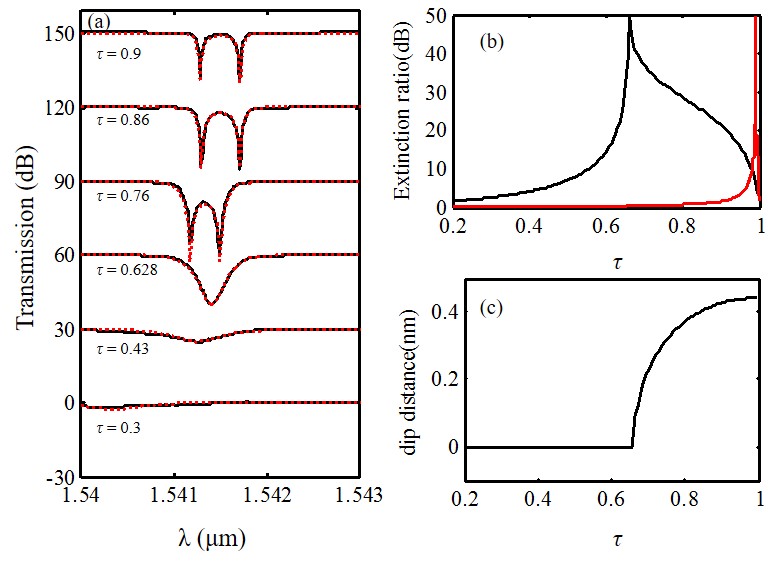 (a)
150
τ = 0.9
120
τ = 0.86
90
τ = 0.76
60
τ = 0.628
30
τ = 0.43
0
τ = 0.3
-30
1.54
1.541
1.542
1.543
Transmission (dB)
λ (μm)
(b)
50
40
30
20
10
0
0.2
0.4
0.6
0.8
1
Extinction ratio(dB)
τ
(c)
0.4
0.2
0
0.2
0.4
0.6
0.8
1
dip distance(nm)
τ